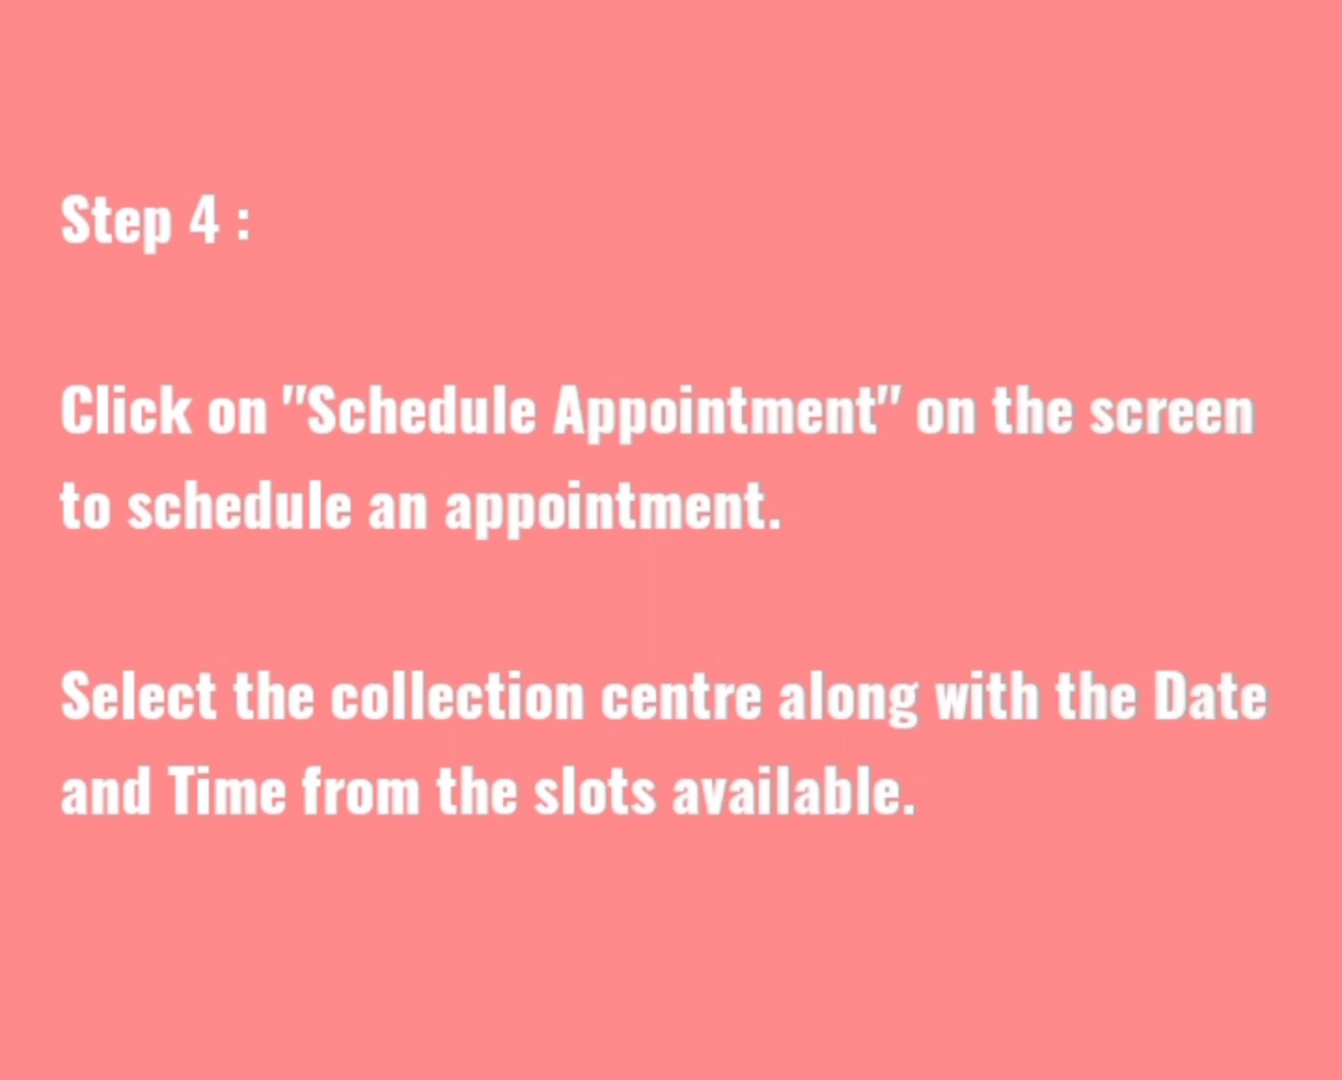 Step 4 :
Click on "Schedule Appointment" on the screen
to schedule an appointment.
Select the collection centre along with the Date
and Time from the slots available.